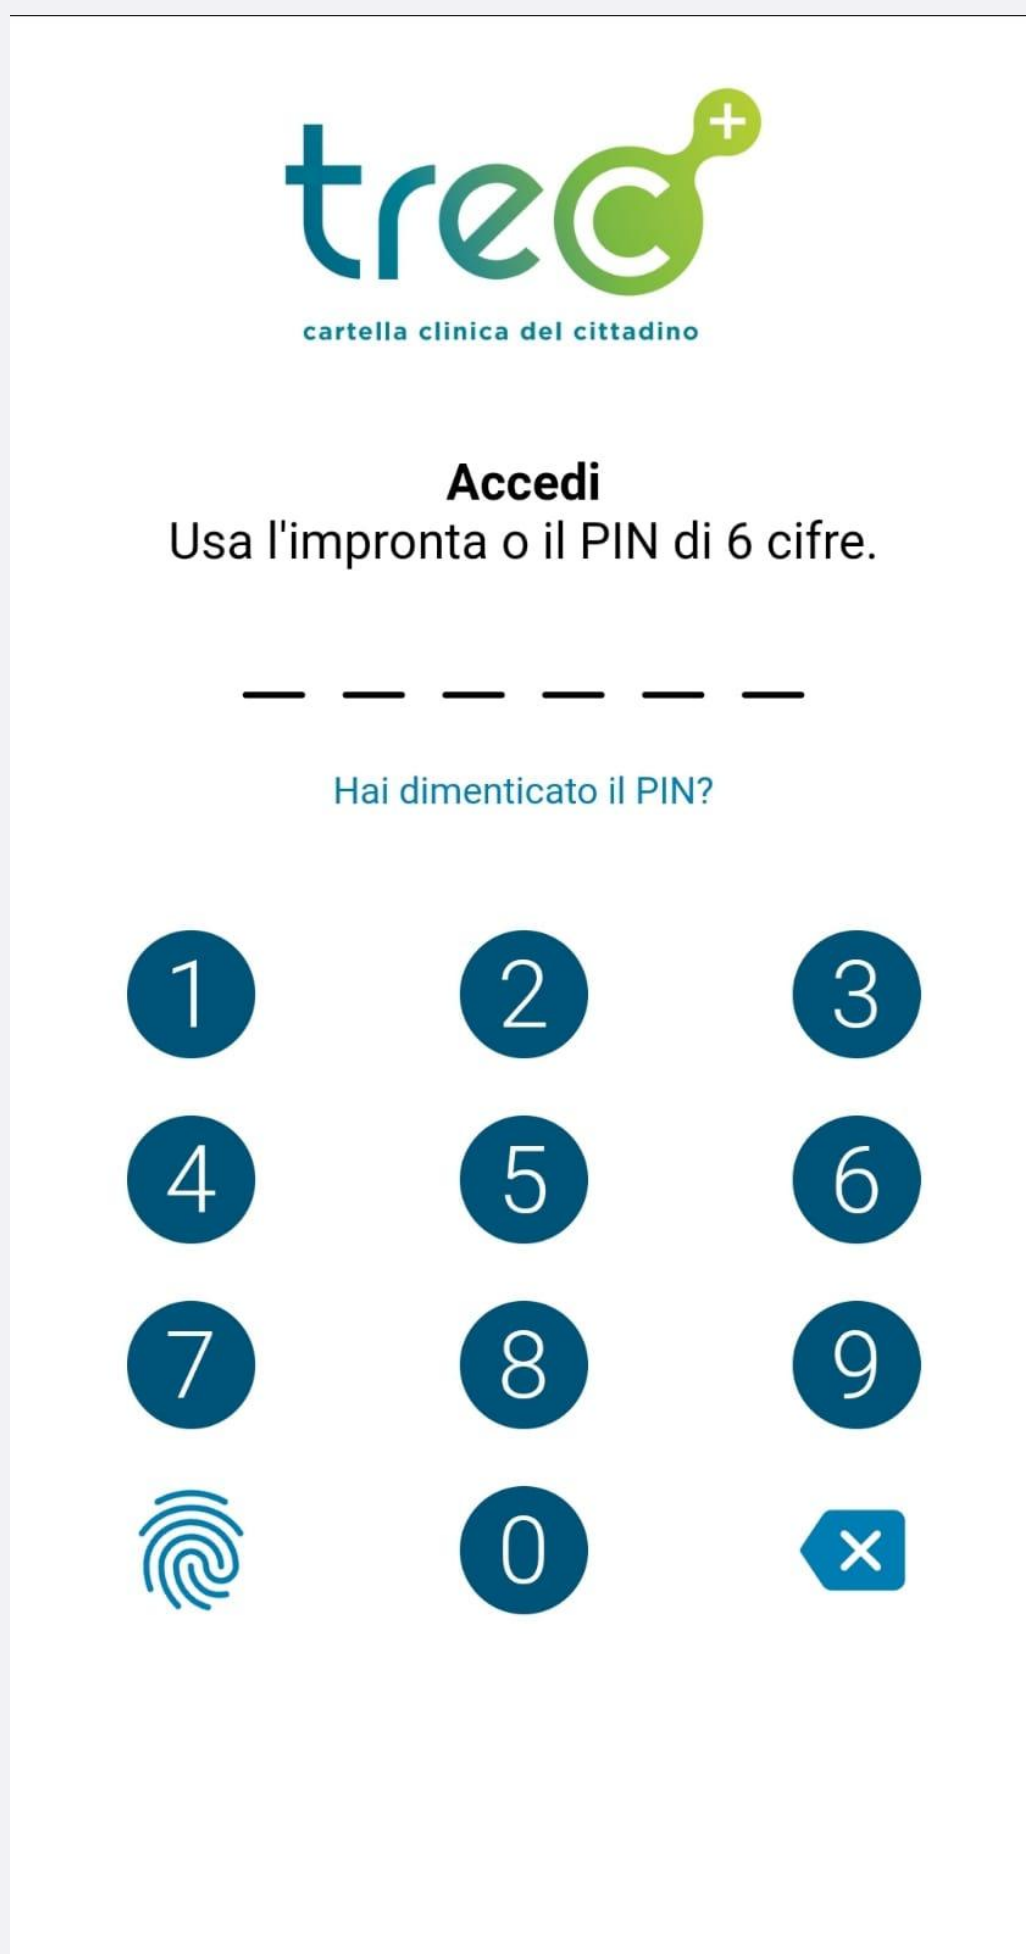 trec+
cartella clinica del cittadino
Accedi
Usa l'impronta o il PIN di 6 cifre.
Hai dimenticato il PIN?
1 2 3
4 5 6
7 8 9
0